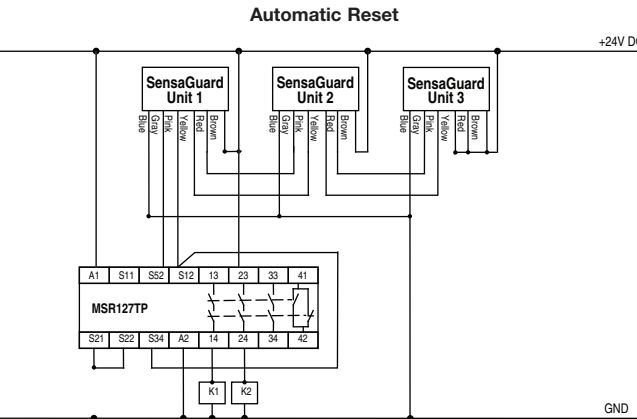 Automatic Reset
+24V DC
SensaGuard
Unit 1
SensaGuard
Unit 2
SensaGuard
Unit 3
Blue
Gray
Pink
Yellow
Red
Brown
Blue
Gray
Pink
Yellow
Red
Brown
Blue
Gray
Pink
Yellow
Red
Brown
A1 S11 S52 S12 13 23 33 41
MSR127TP
S21 S22 S34 A2 14 24 34 42
K1 K2
GND